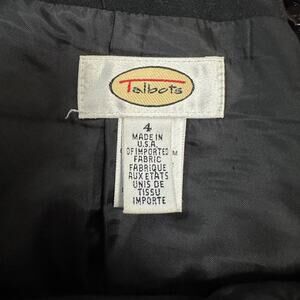 Talbots
4
MADE IN
U.S.A.
OF IMPORTED
FABRIC
FABRIQUE
AUX ETATS
UNIS DE
TISSU
IMPORTE
M